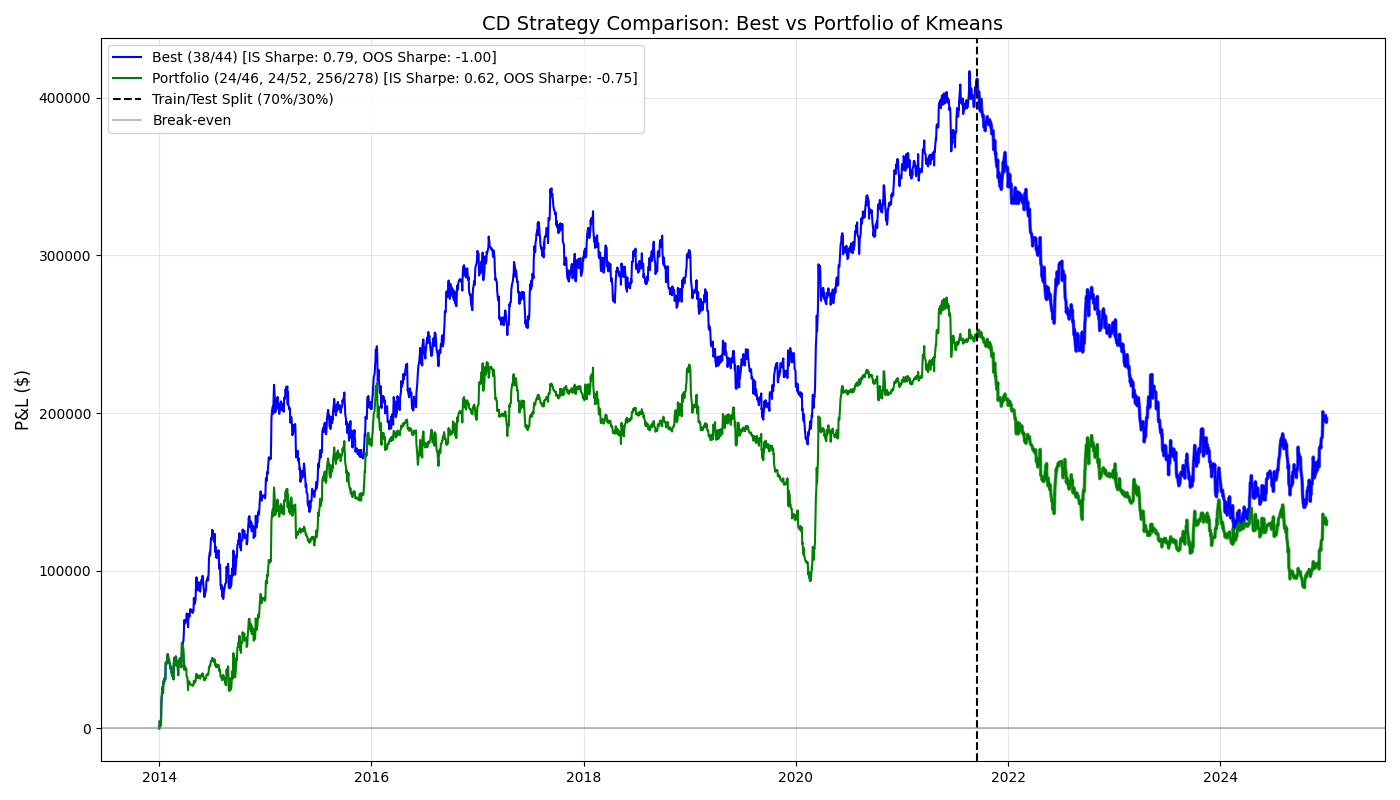 CD Strategy Comparison: Best vs Portfolio of Kmeans
Best (38/44) [IS Sharpe: 0.79, OOS Sharpe: -1.00]
Portfolio (24/46, 24/52, 256/278) [IS Sharpe: 0.62, OOS Sharpe: -0.75]
Train/Test Split (70%/30%)
Break-even
P&L ($)
400000
300000
200000
100000
0
2014 2016 2018 2020 2022 2024